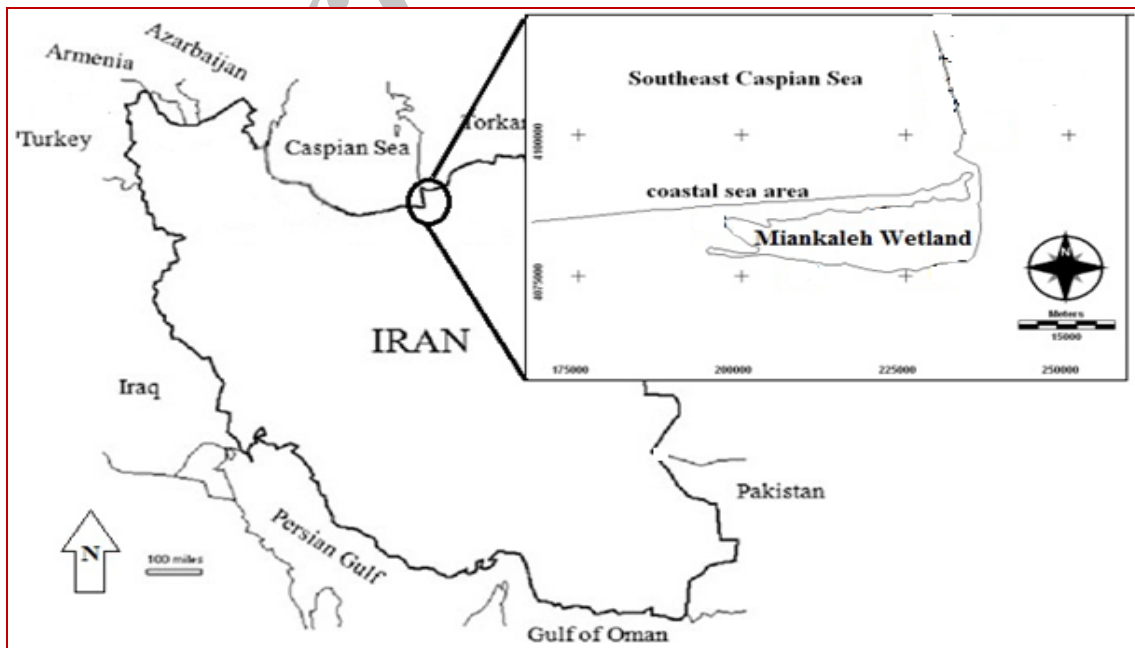 Armenia
Azarbaijan
'Turkey
Caspian Sea
Torkar
IRAN
Iraq
Persian Gulf
Pakistan
Gulf of Oman
N
100 miles
Southeast Caspian Sea
coastal sea area
Miankaleh Wetland
4100000
4075000
175000
200000
225000
250000
N
Meters
15000